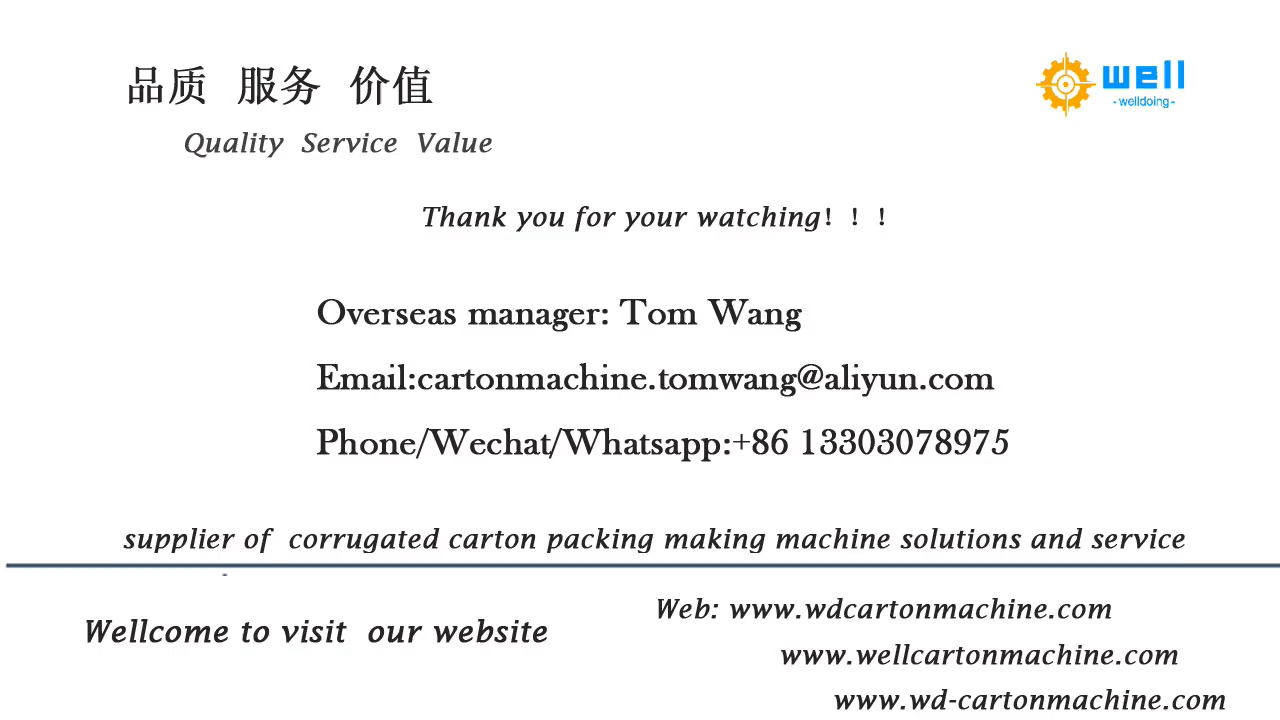 品质 服务 价值
well
-welldoing-
Quality Service Value
Thank you for your watching！！！
Overseas manager: Tom Wang
Email:cartonmachine.tomwang@aliyun.com
Phone/Wechat/Whatsapp:+86 13303078975
supplier of corrugated carton packing making machine solutions and service
Wellcome to visit our website
Web: www.wdcartonmachine.com
www.wellcartonmachine.com
www.wd-cartonmachine.com